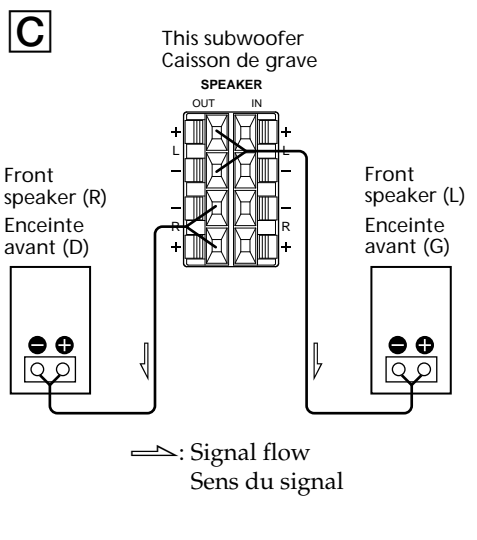 C
This subwoofer
Caisson de grave
SPEAKER
OUT IN
+ +
L L
– –
– –
R R
+ +
Front
speaker (R)
Enceinte
avant (D)
Front
speaker (L)
Enceinte
avant (G)
– +
– +
: Signal flow
Sens du signal